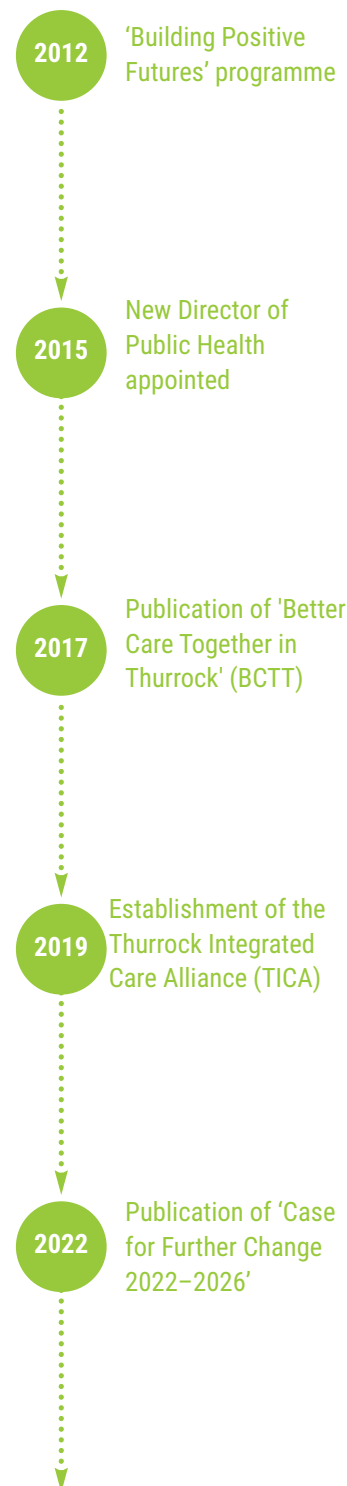 2012
‘Building Positive
Futures’ programme
2015
New Director of
Public Health
appointed
2017
Publication of 'Better
Care Together in
Thurrock' (BCTT)
2019
Establishment of the
Thurrock Integrated
Care Alliance (TICA)
2022
Publication of ‘Case
for Further Change
2022–2026’